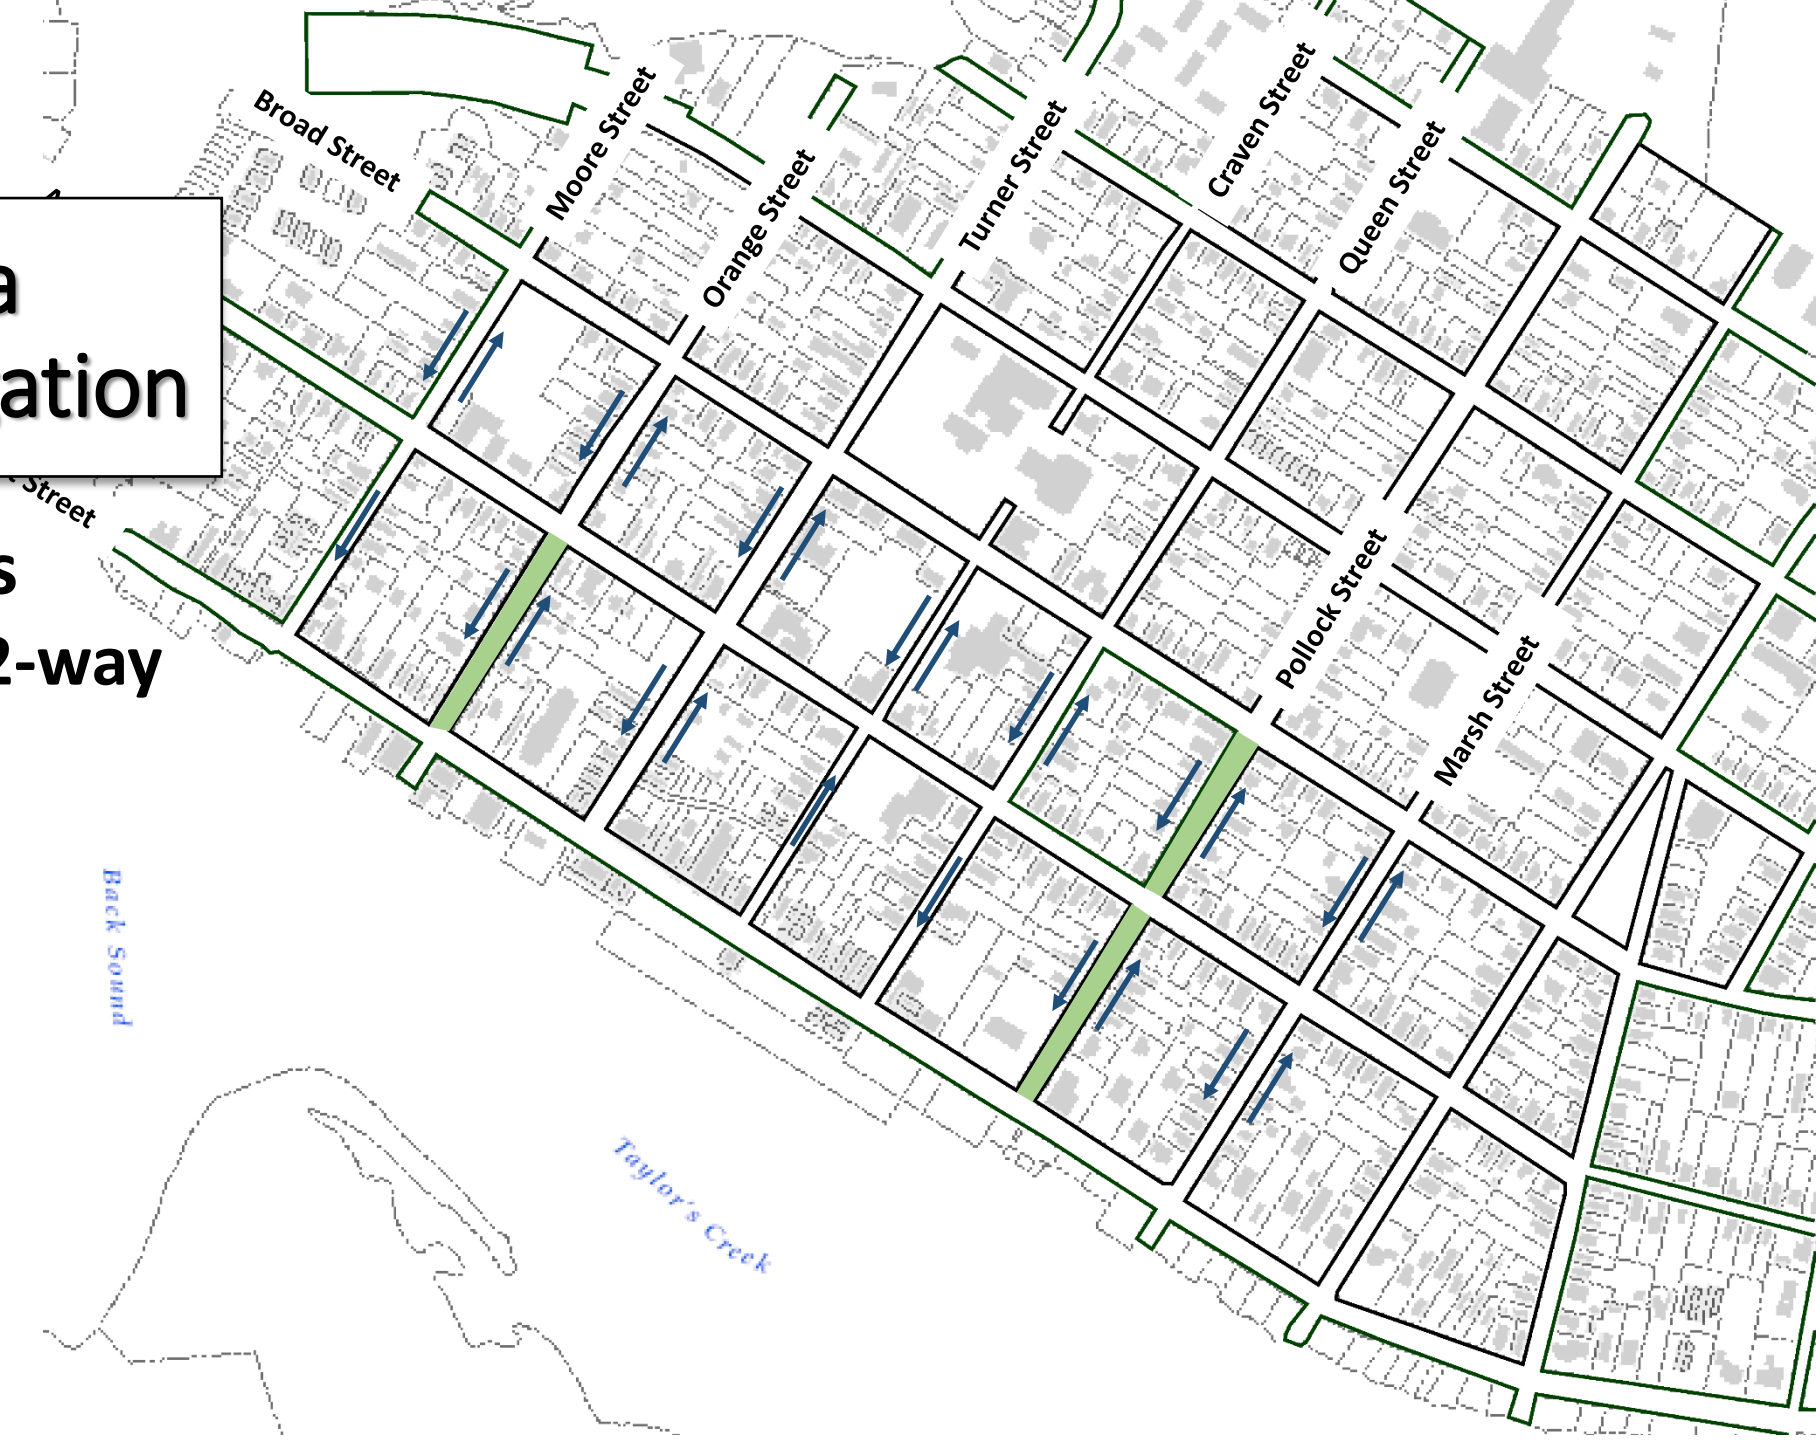 Broad Street
Moore Street
Orange Street
Turner Street
Craven Street
Queen Street
a
ation
Street
s
2-way
Pollock Street
Marsh Street
Back Sound
Taylor's Creek